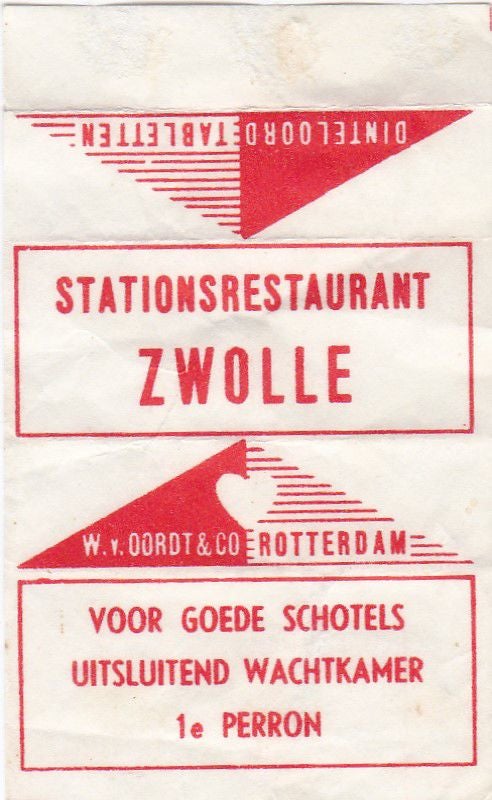 DINTELOORD TABLETTEN
STATIONSRESTAURANT
ZWOLLE
W. v. OORDT & CO ROTTERDAM
VOOR GOEDE SCHOTELS
UITSLUITEND WACHTKAMER
1e PERRON